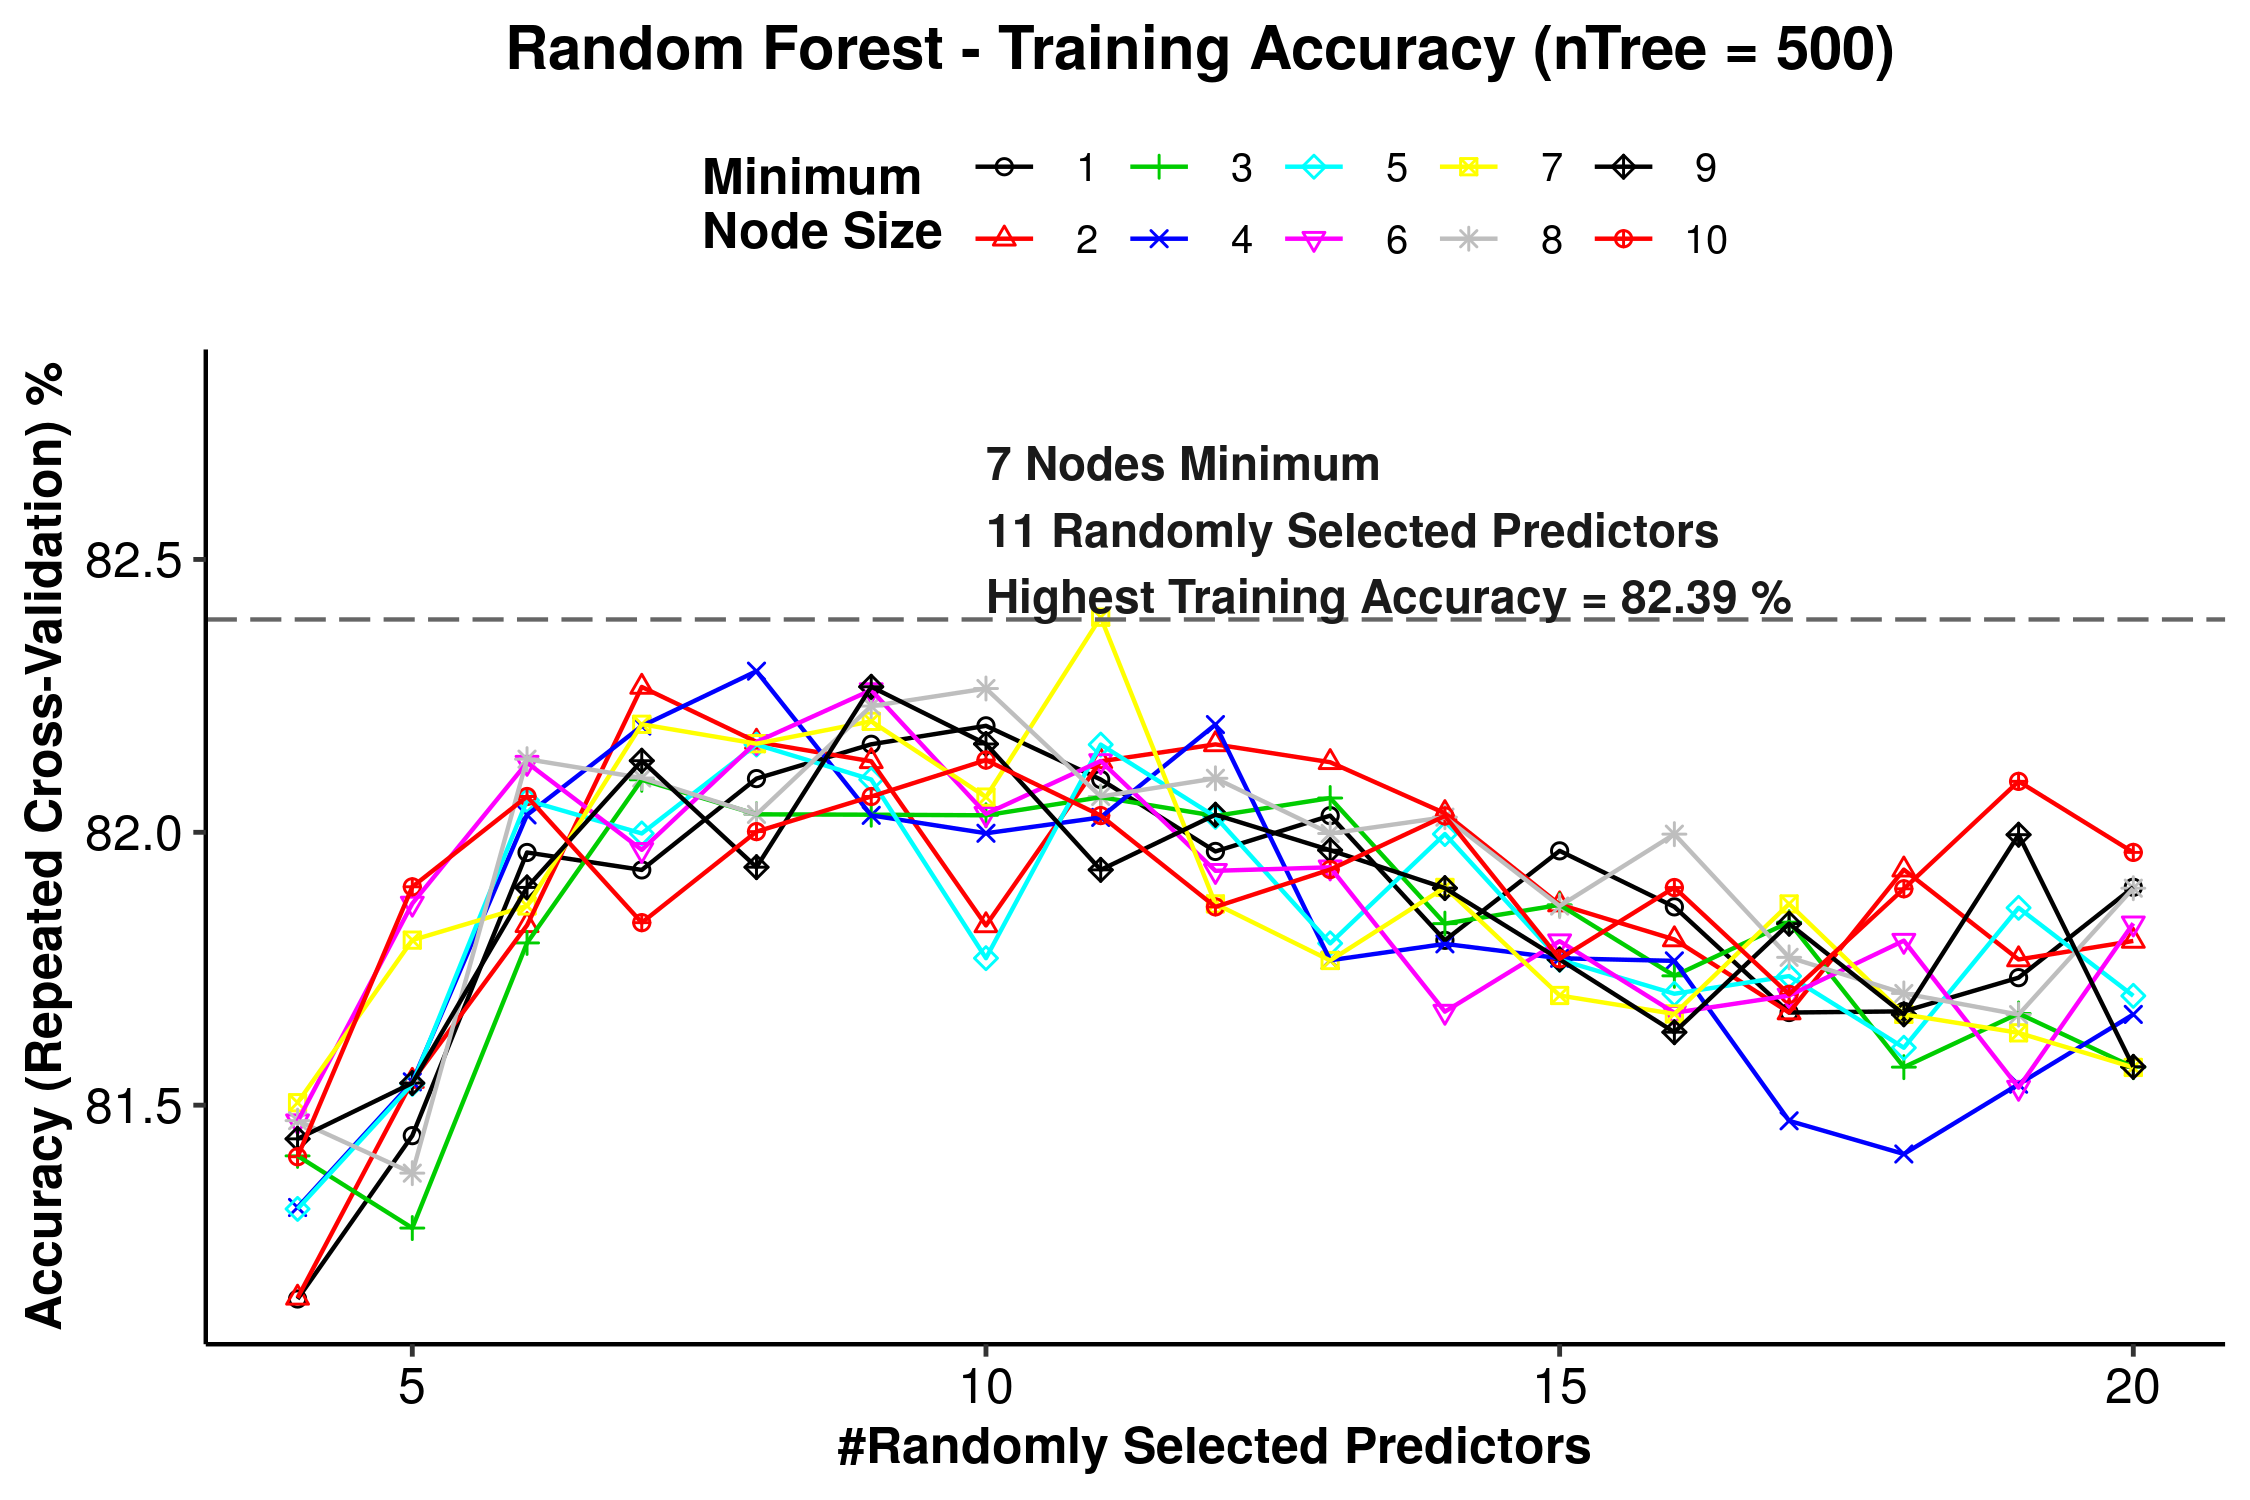 Random Forest - Training Accuracy (nTree = 500)
Minimum
Node Size
1 3 5 7 9
2 4 6 8 10
7 Nodes Minimum
11 Randomly Selected Predictors
Highest Training Accuracy = 82.39 %
Accuracy (Repeated Cross-Validation) %
82.5
82.0
81.5
5 10 15 20
#Randomly Selected Predictors